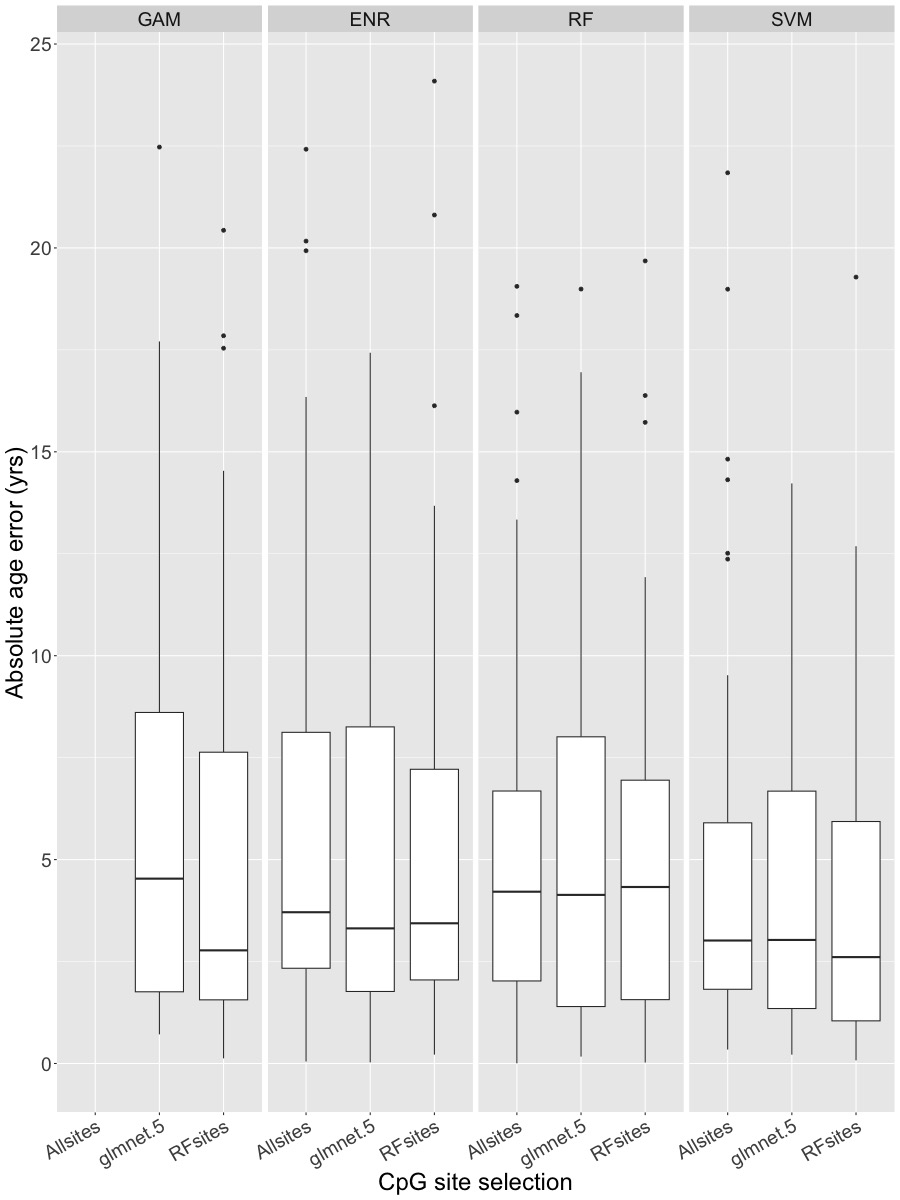 GAM ENR RF SVM
25
20
15
10
5
0
Absolute age error (yrs)
Allsites glmnet.5 RFsites Allsites glmnet.5 RFsites Allsites glmnet.5 RFsites Allsites glmnet.5 RFsites
CpG site selection